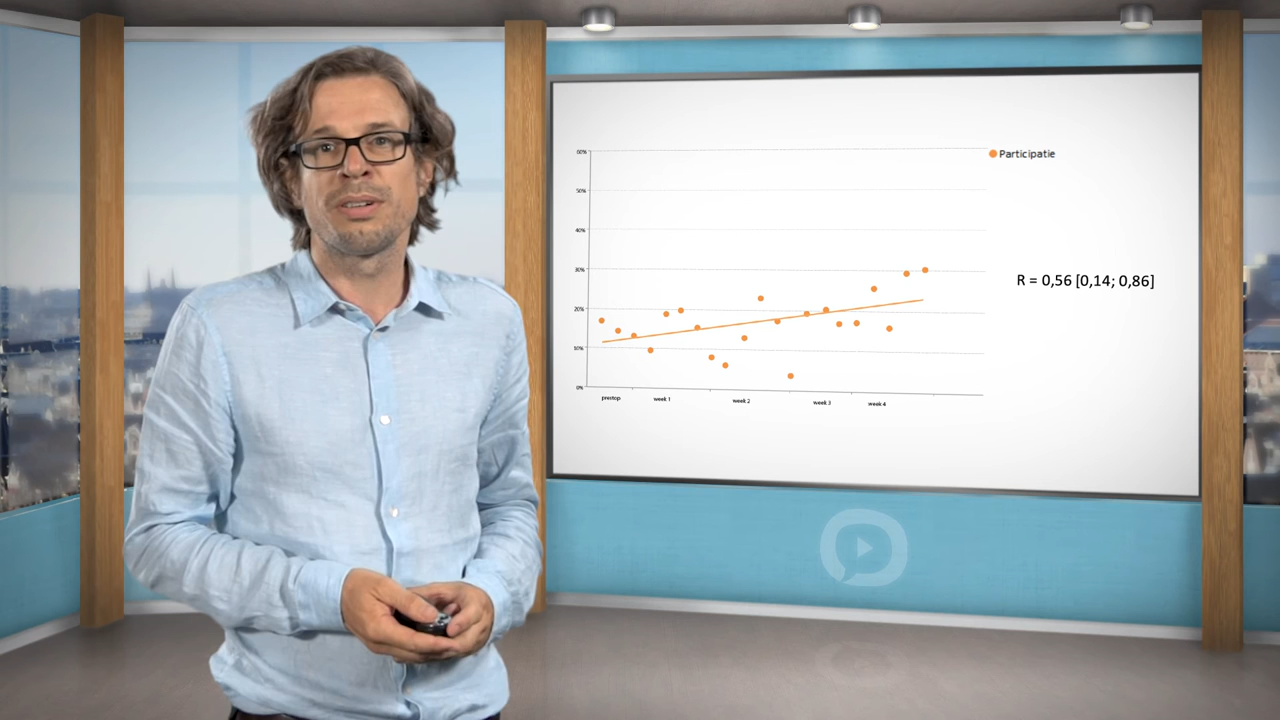 Participatie
60%
50%
40%
30%
20%
10%
0%
prestop week 1 week 2 week 3 week 4
R = 0,56 [0,14; 0,86]